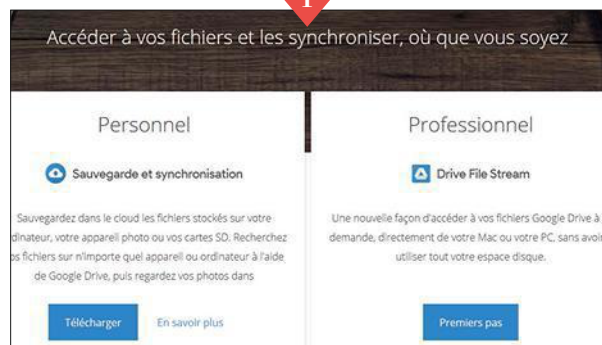 1
Accéder à vos fichiers et les synchroniser, où que vous soyez
Personnel
Sauvegarde et synchronisation
Sauvegardez dans le cloud les fichiers stockés sur votre
dinateur, votre appareil photo ou vos cartes SD. Recherchez
os fichiers sur n'importe quel appareil ou ordinateur à l'aide
de Google Drive, puis regardez vos photos dans
Télécharger
En savoir plus
Professionnel
Drive File Stream
Une nouvelle façon d'accéder à vos fichiers Google Drive à
demande, directement de votre Mac ou votre PC, sans avoir
utiliser tout votre espace disque.
Premiers pas